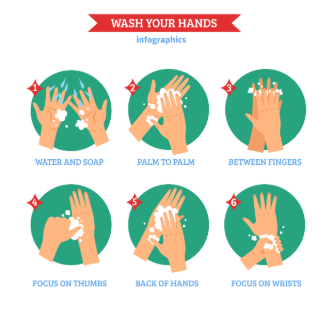 WASH YOUR HANDS
infographics
1
WATER AND SOAP
2
PALM TO PALM
3
BETWEEN FINGERS
4
FOCUS ON THUMBS
5
BACK OF HANDS
6
FOCUS ON WRISTS